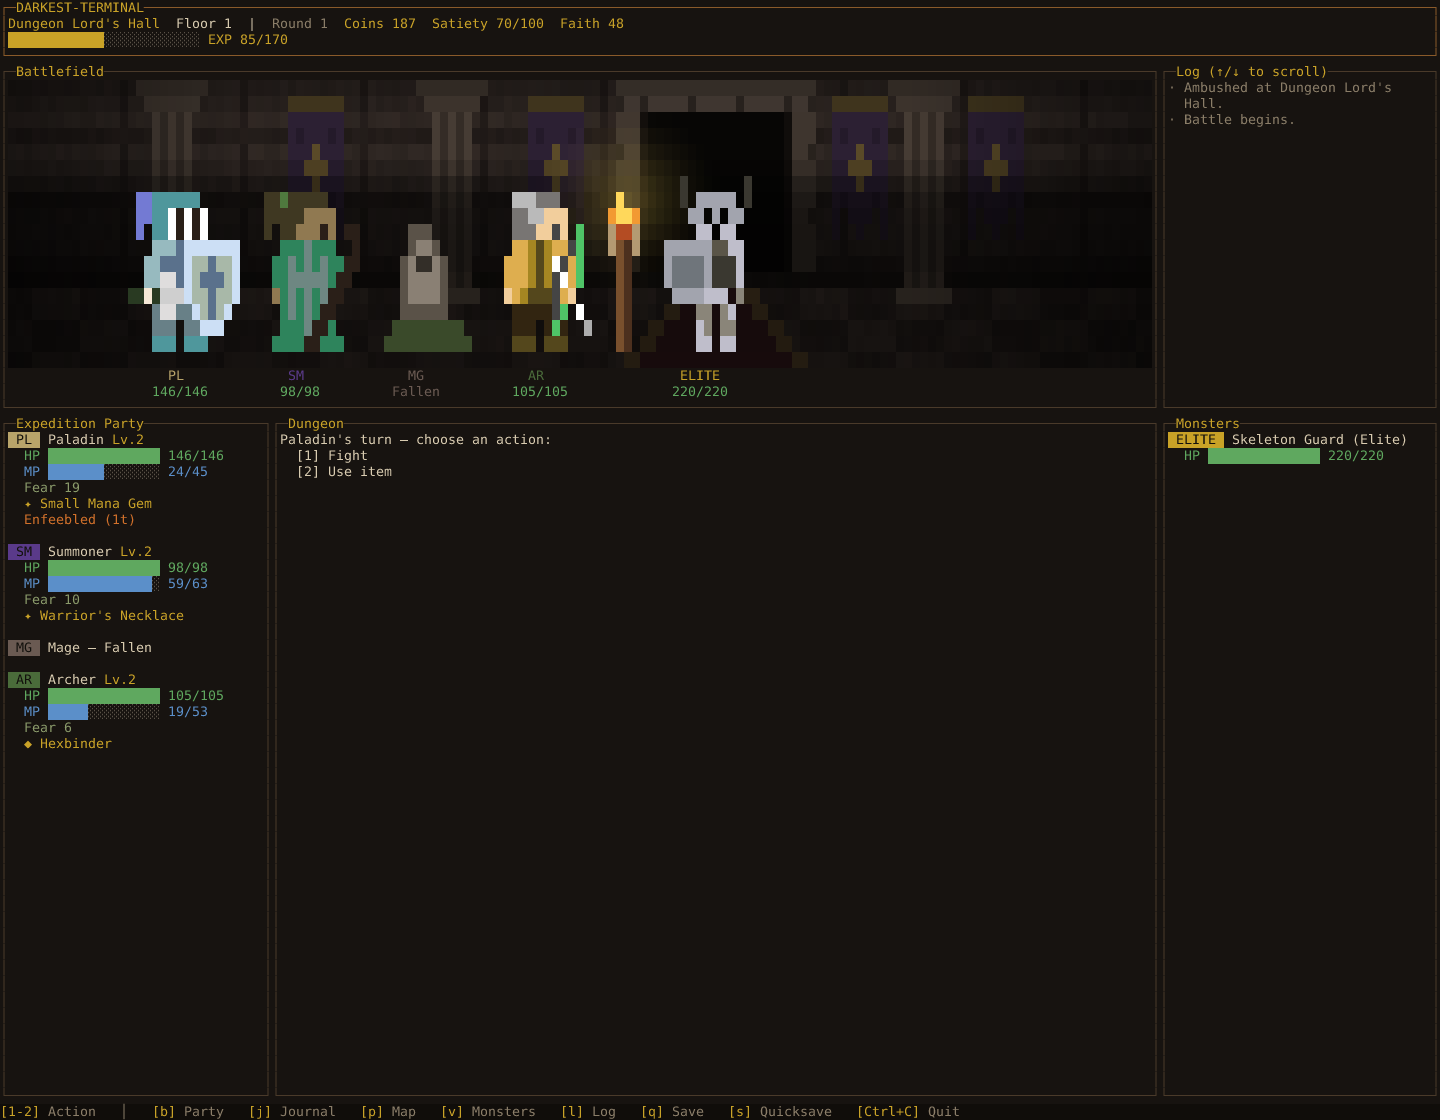 DARKEST-TERMINAL
Dungeon Lord's Hall  Floor 1  |  Round 1  Coins 187  Satiety 70/100  Faith 48
EXP 85/170
Battlefield
PL SM MG AR ELITE
146/146 98/98 Fallen 105/105 220/220
Log (↑/↓ to scroll)
· Ambushed at Dungeon Lord's
Hall.
· Battle begins.
Expedition Party
PL Paladin Lv.2
HP 146/146
MP 24/45
Fear 19
✦ Small Mana Gem
Enfeebled (1t)
SM Summoner Lv.2
HP 98/98
MP 59/63
Fear 10
✦ Warrior's Necklace
MG Mage — Fallen
AR Archer Lv.2
HP 105/105
MP 19/53
Fear 6
◆ Hexbinder
Dungeon
Paladin's turn — choose an action:
[1] Fight
[2] Use item
Monsters
ELITE Skeleton Guard (Elite)
HP 220/220
[1-2] Action │ [b] Party [j] Journal [p] Map [v] Monsters [l] Log [q] Save [s] Quicksave [Ctrl+C] Quit